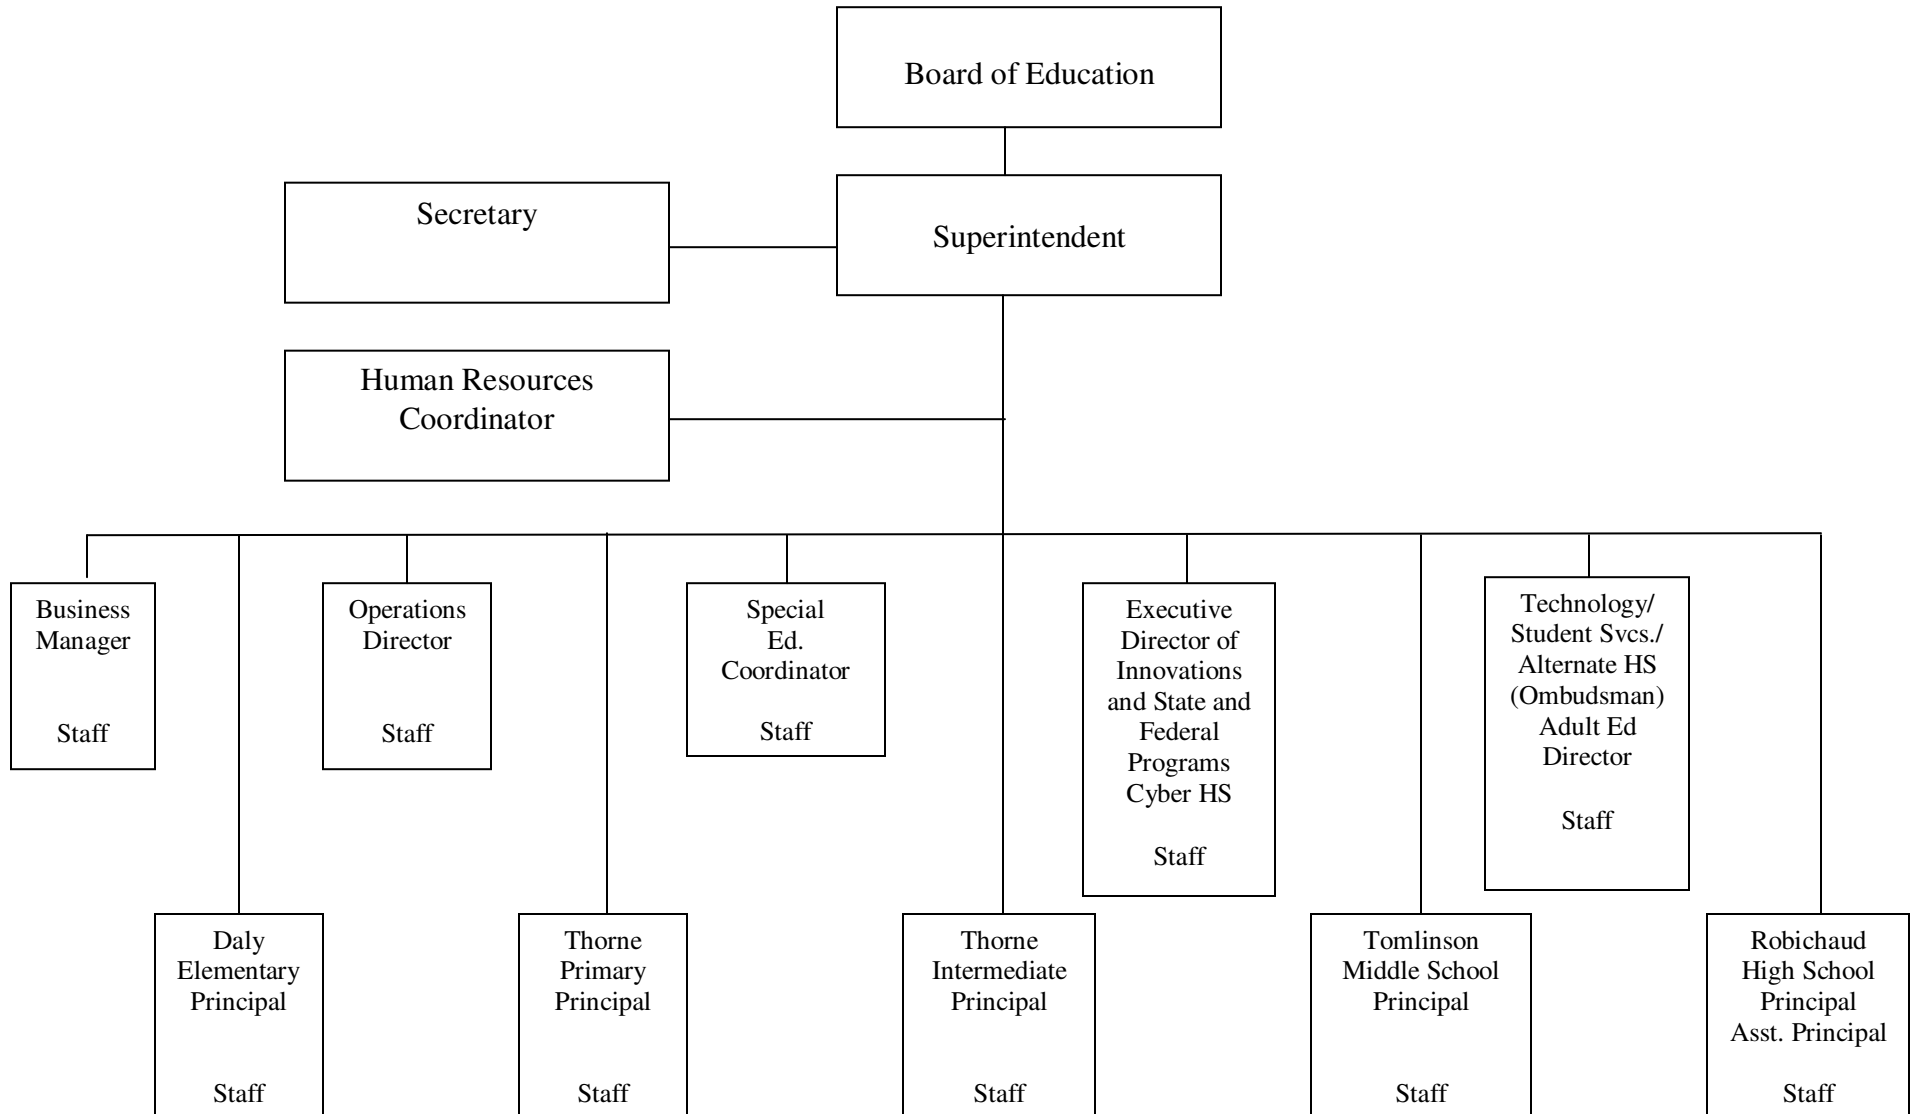 Board of Education
Secretary
Superintendent
Human Resources
Coordinator
Business
Manager
Staff
Operations
Director
Staff
Special
Ed.
Coordinator
Staff
Executive
Director of
Innovations
and State and
Federal
Programs
Cyber HS
Staff
Technology/
Student Svcs./
Alternate HS
(Ombudsman)
Adult Ed
Director
Staff
Daly
Elementary
Principal
Staff
Thorne
Primary
Principal
Staff
Thorne
Intermediate
Principal
Staff
Tomlinson
Middle School
Principal
Staff
Robichaud
High School
Principal
Asst. Principal
Staff